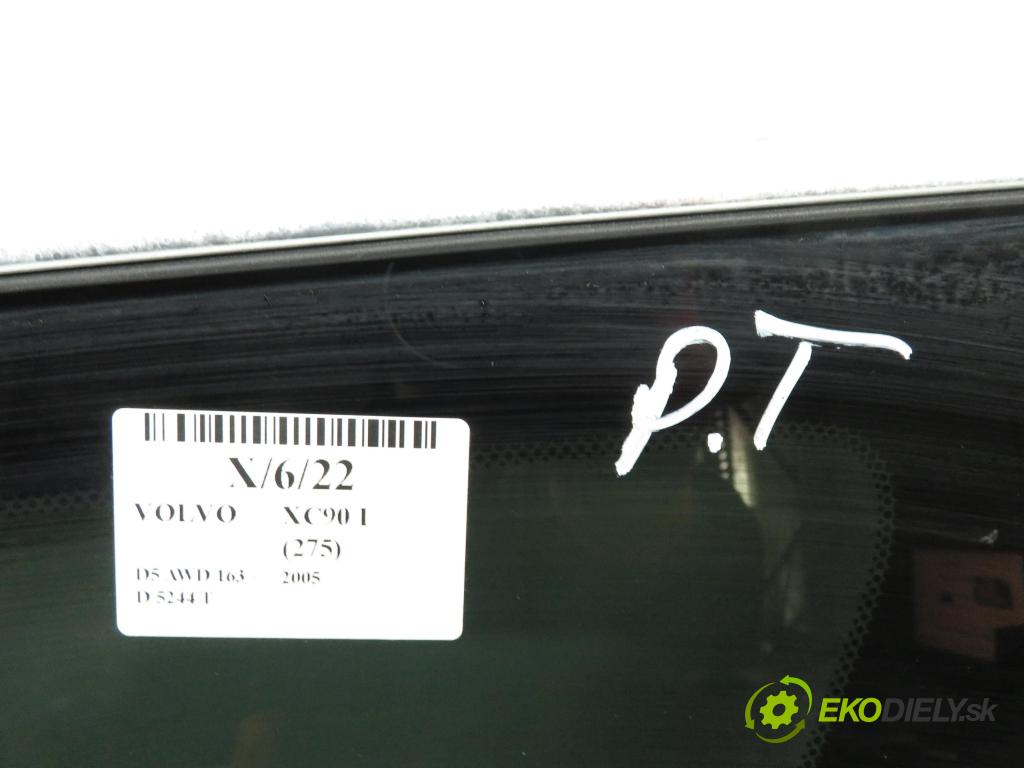 P.T
X/6/22
VOLVO XC90 I
(275)
D5 AWD 163 2005
D 5244 T
EKODIELY.sk